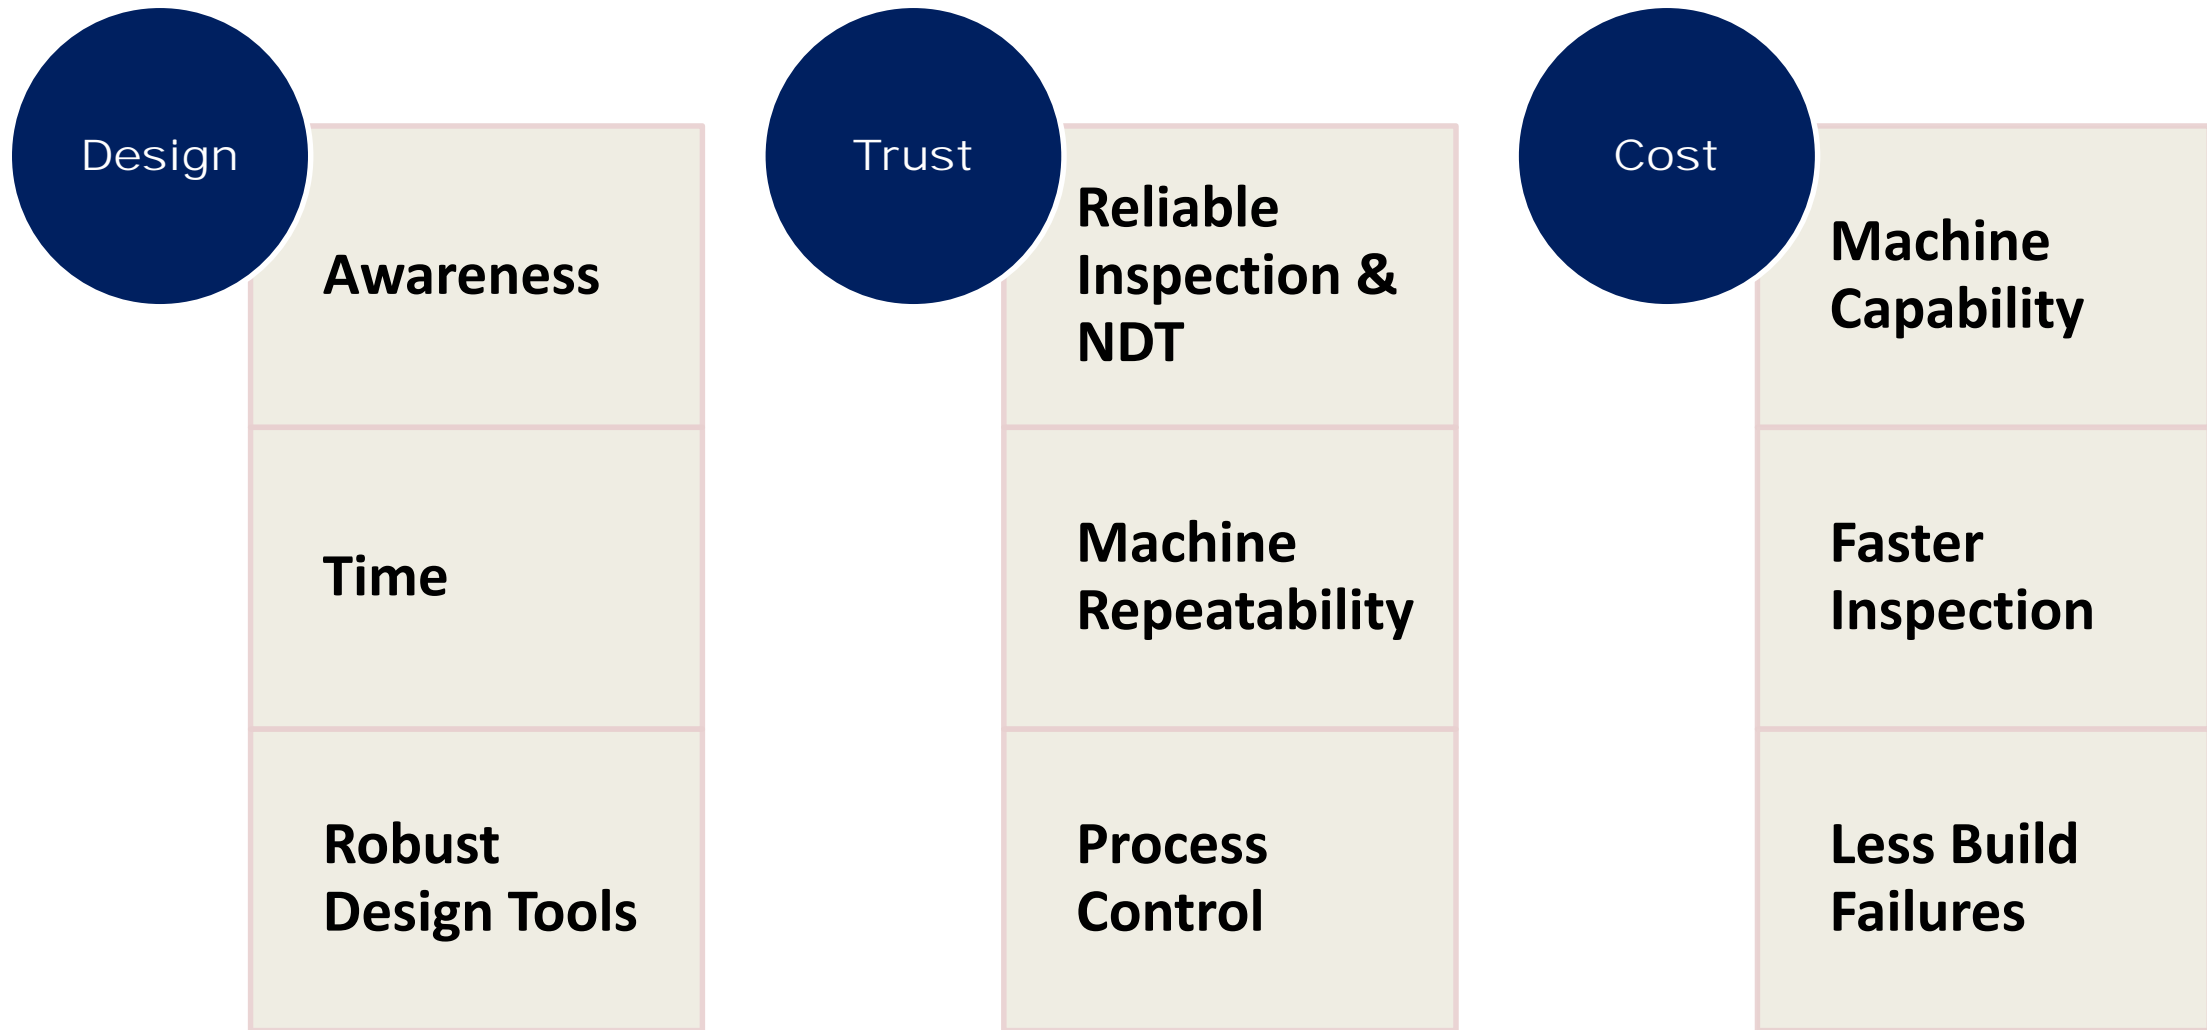 Design
Awareness
Time
Robust
Design Tools
Trust
Reliable
Inspection &
NDT
Machine
Repeatability
Process
Control
Cost
Machine
Capability
Faster
Inspection
Less Build
Failures